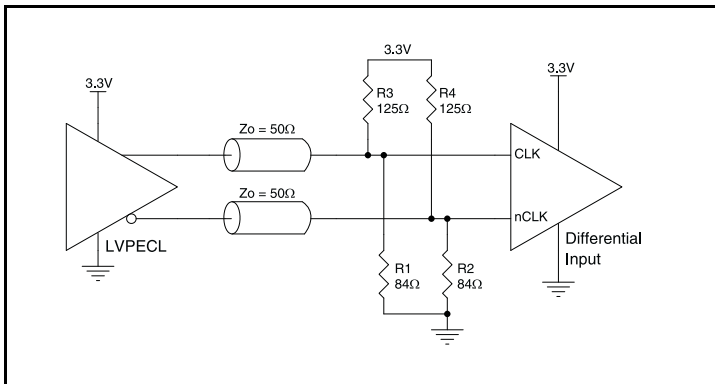 3.3V
3.3V
3.3V
R3
125Ω
R4
125Ω
Zo = 50Ω
CLK
Zo = 50Ω
nCLK
LVPECL
Differential
Input
R1
84Ω
R2
84Ω